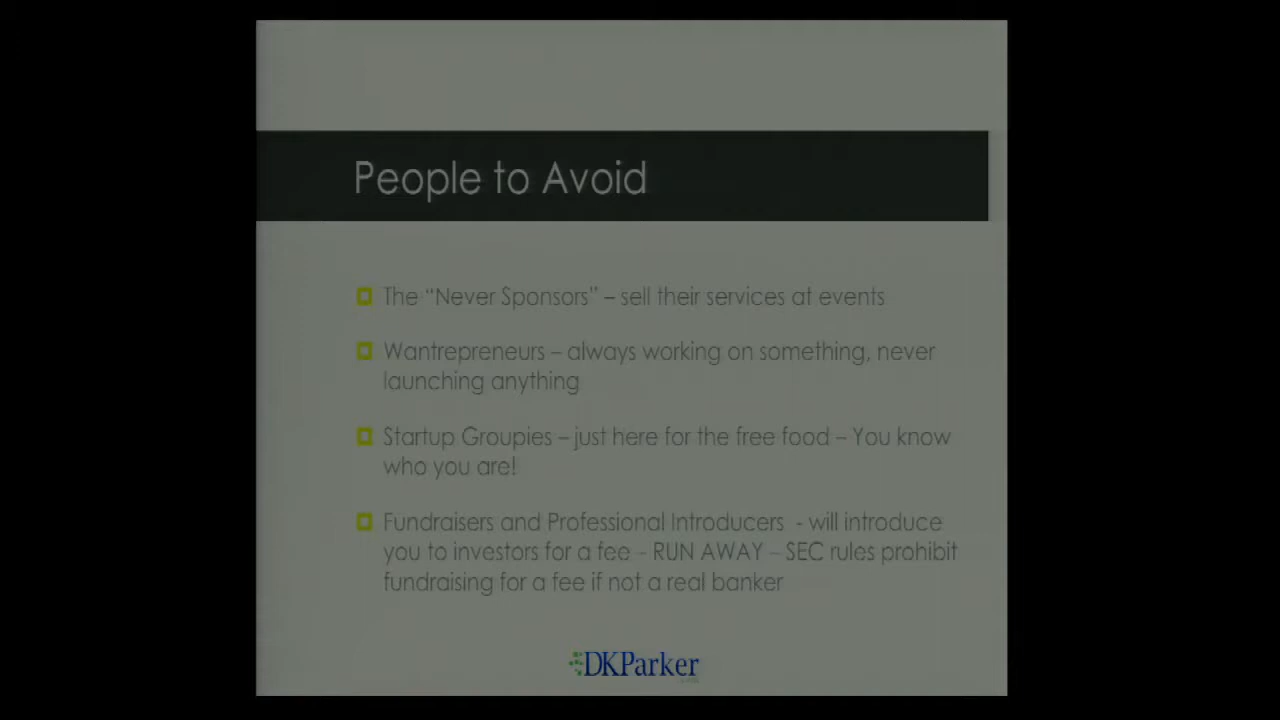 People to Avoid
The “Never Sponsors” – sell their services at events
Wantrepreneurs – always working on something, never
launching anything
Startup Groupies – just here for the free food – You know
who you are!
Fundraisers and Professional Introducers - will introduce
you to investors for a fee - RUN AWAY – SEC rules prohibit
fundraising for a fee if not a real banker
DKParker